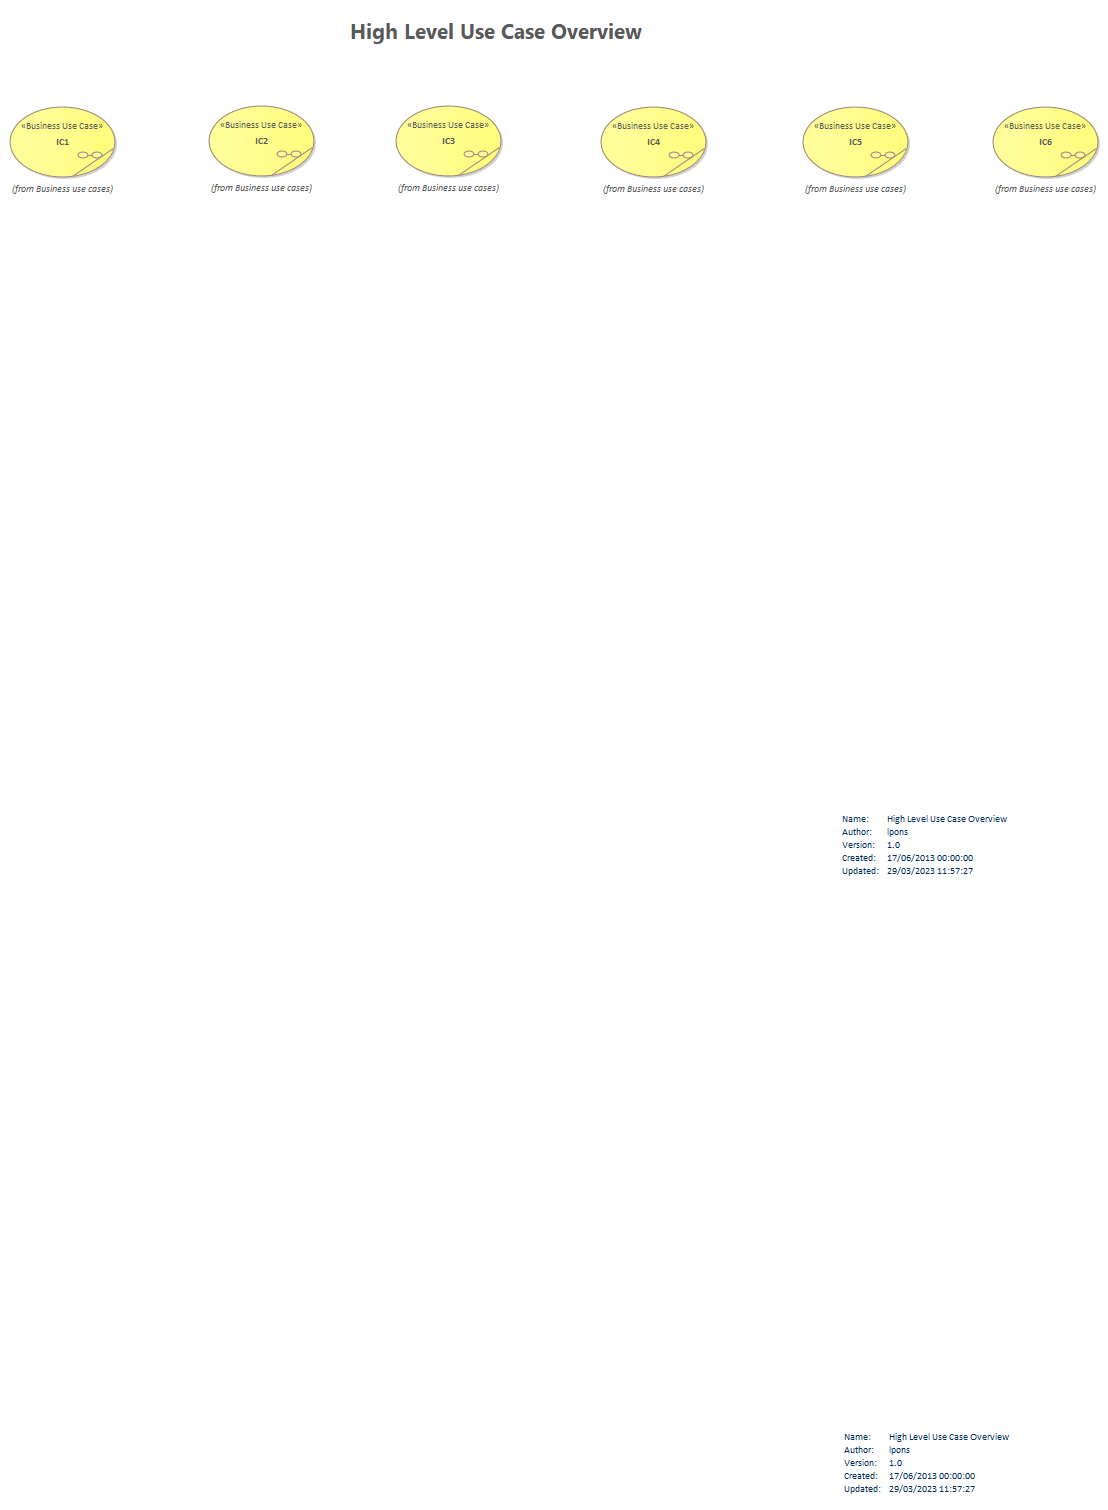 High Level Use Case Overview
«Business Use Case»
IC1
(from Business use cases)
«Business Use Case»
IC2
(from Business use cases)
«Business Use Case»
IC3
(from Business use cases)
«Business Use Case»
IC4
(from Business use cases)
«Business Use Case»
IC5
(from Business use cases)
«Business Use Case»
IC6
(from Business use cases)
Name: High Level Use Case Overview
Author: lpons
Version: 1.0
Created: 17/06/2013 00:00:00
Updated: 29/03/2023 11:57:27
Name: High Level Use Case Overview
Author: lpons
Version: 1.0
Created: 17/06/2013 00:00:00
Updated: 29/03/2023 11:57:27